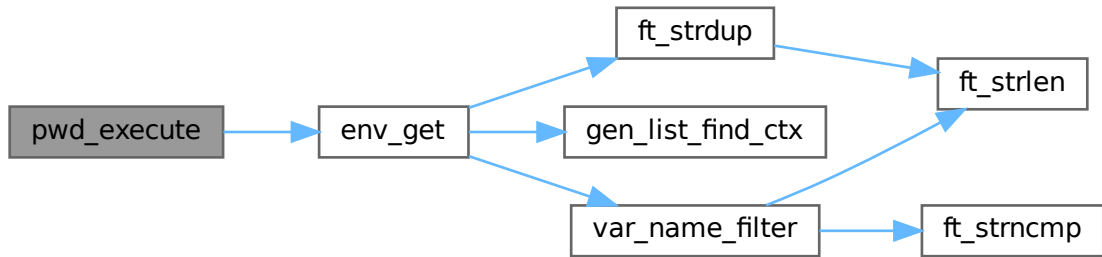 pwd_execute
env_get
ft_strdup
gen_list_find_ctx
var_name_filter
ft_strlen
ft_strncmp